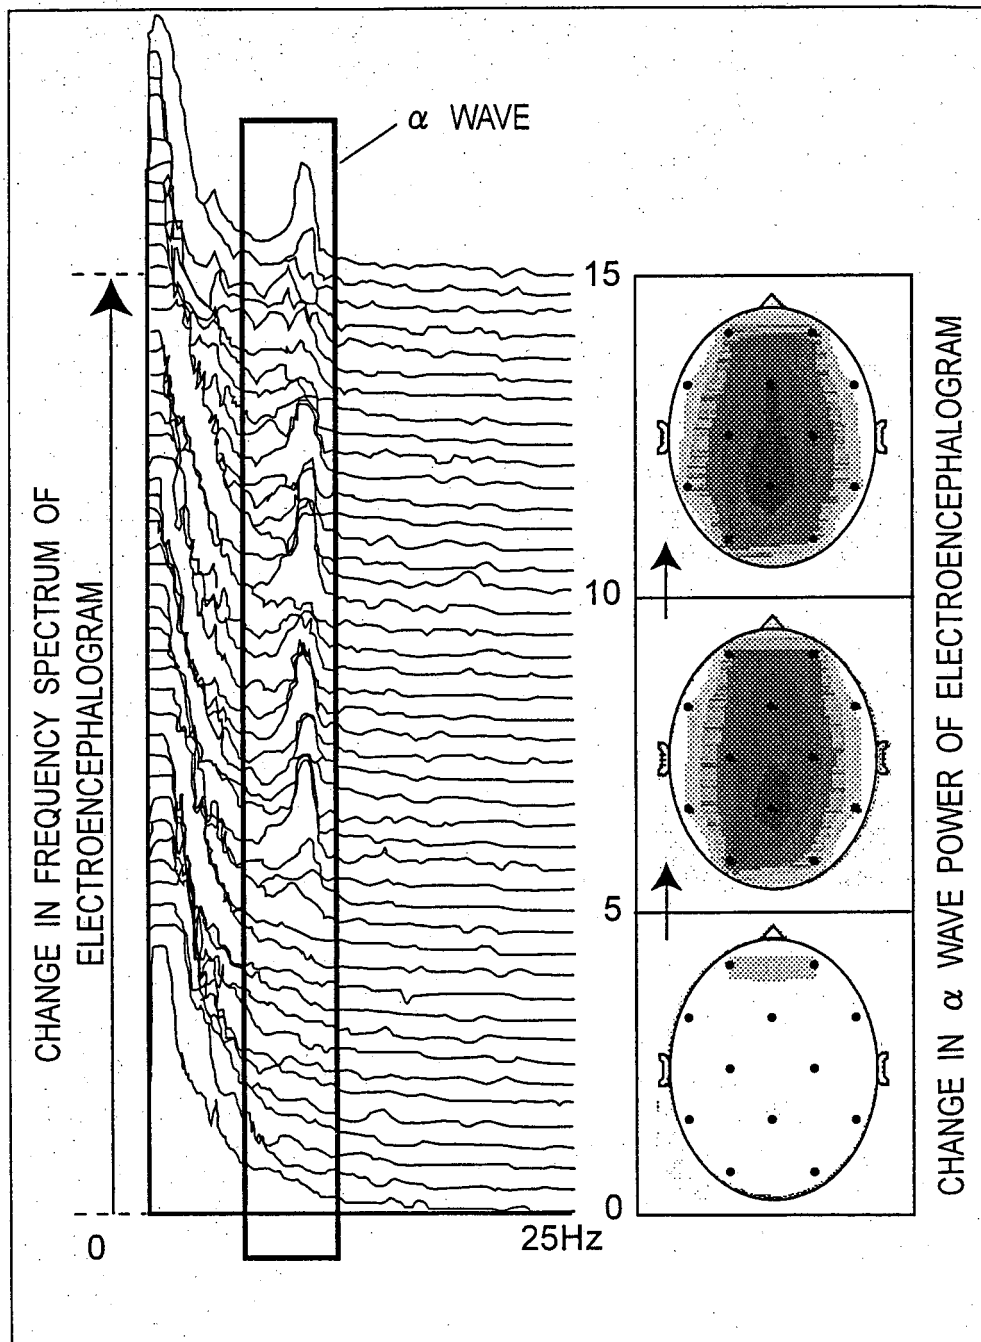 α WAVE
CHANGE IN FREQUENCY SPECTRUM OF
ELECTROENCEPHALOGRAM
15
10
5
0
0
25Hz
CHANGE IN α WAVE POWER OF ELECTROENCEPHALOGRAM